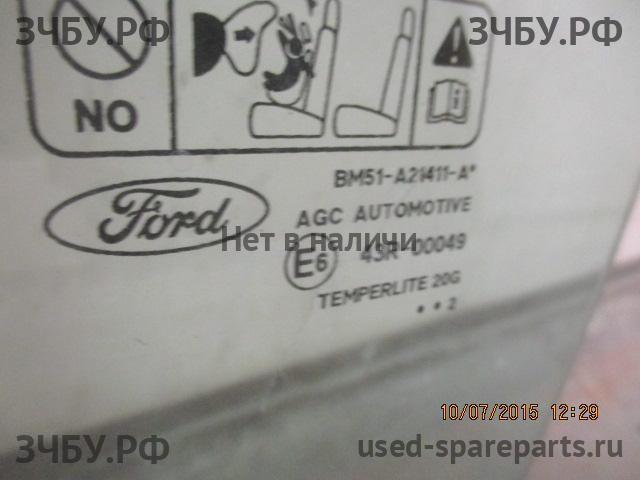 ЗЧБУ.РФ
ЗЧБУ.РФ
NO
BM51-A21411-A*
Ford
AGC AUTOMOTIVE
Нет в наличи
E6 43R-00049
TEMPERLITE 20G
• • 2
10/07/2015 12:29
ЗЧБУ.РФ
used-spareparts.ru